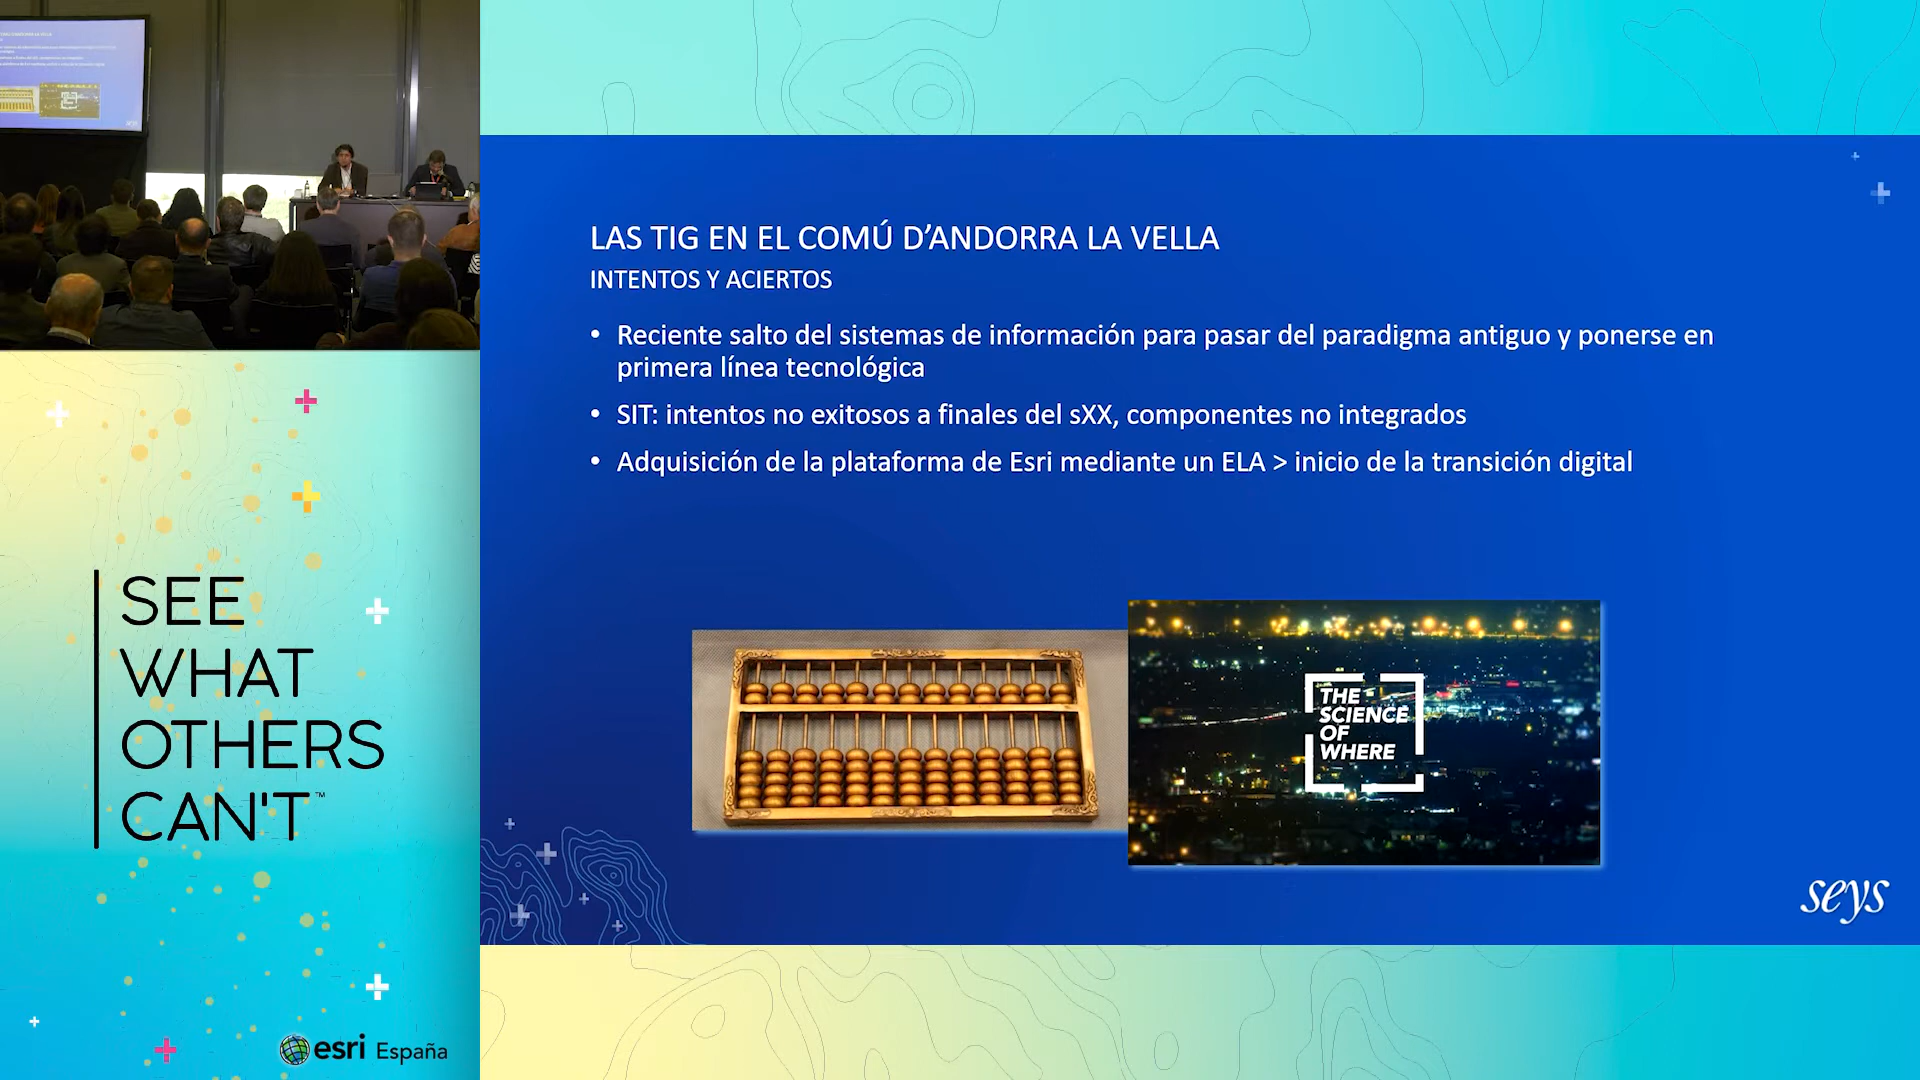 LAS TIG EN EL COMÚ D’ANDORRA LA VELLA
INTENTOS Y ACIERTOS
• Reciente salto del sistemas de información para pasar del paradigma antiguo y ponerse en
primera línea tecnológica
• SIT: intentos no exitosos a finales del sXX, componentes no integrados
• Adquisición de la plataforma de Esri mediante un ELA > inicio de la transición digital
THE
SCIENCE
OF
WHERE
seys
SEE
WHAT
OTHERS
CAN'T™
esri España